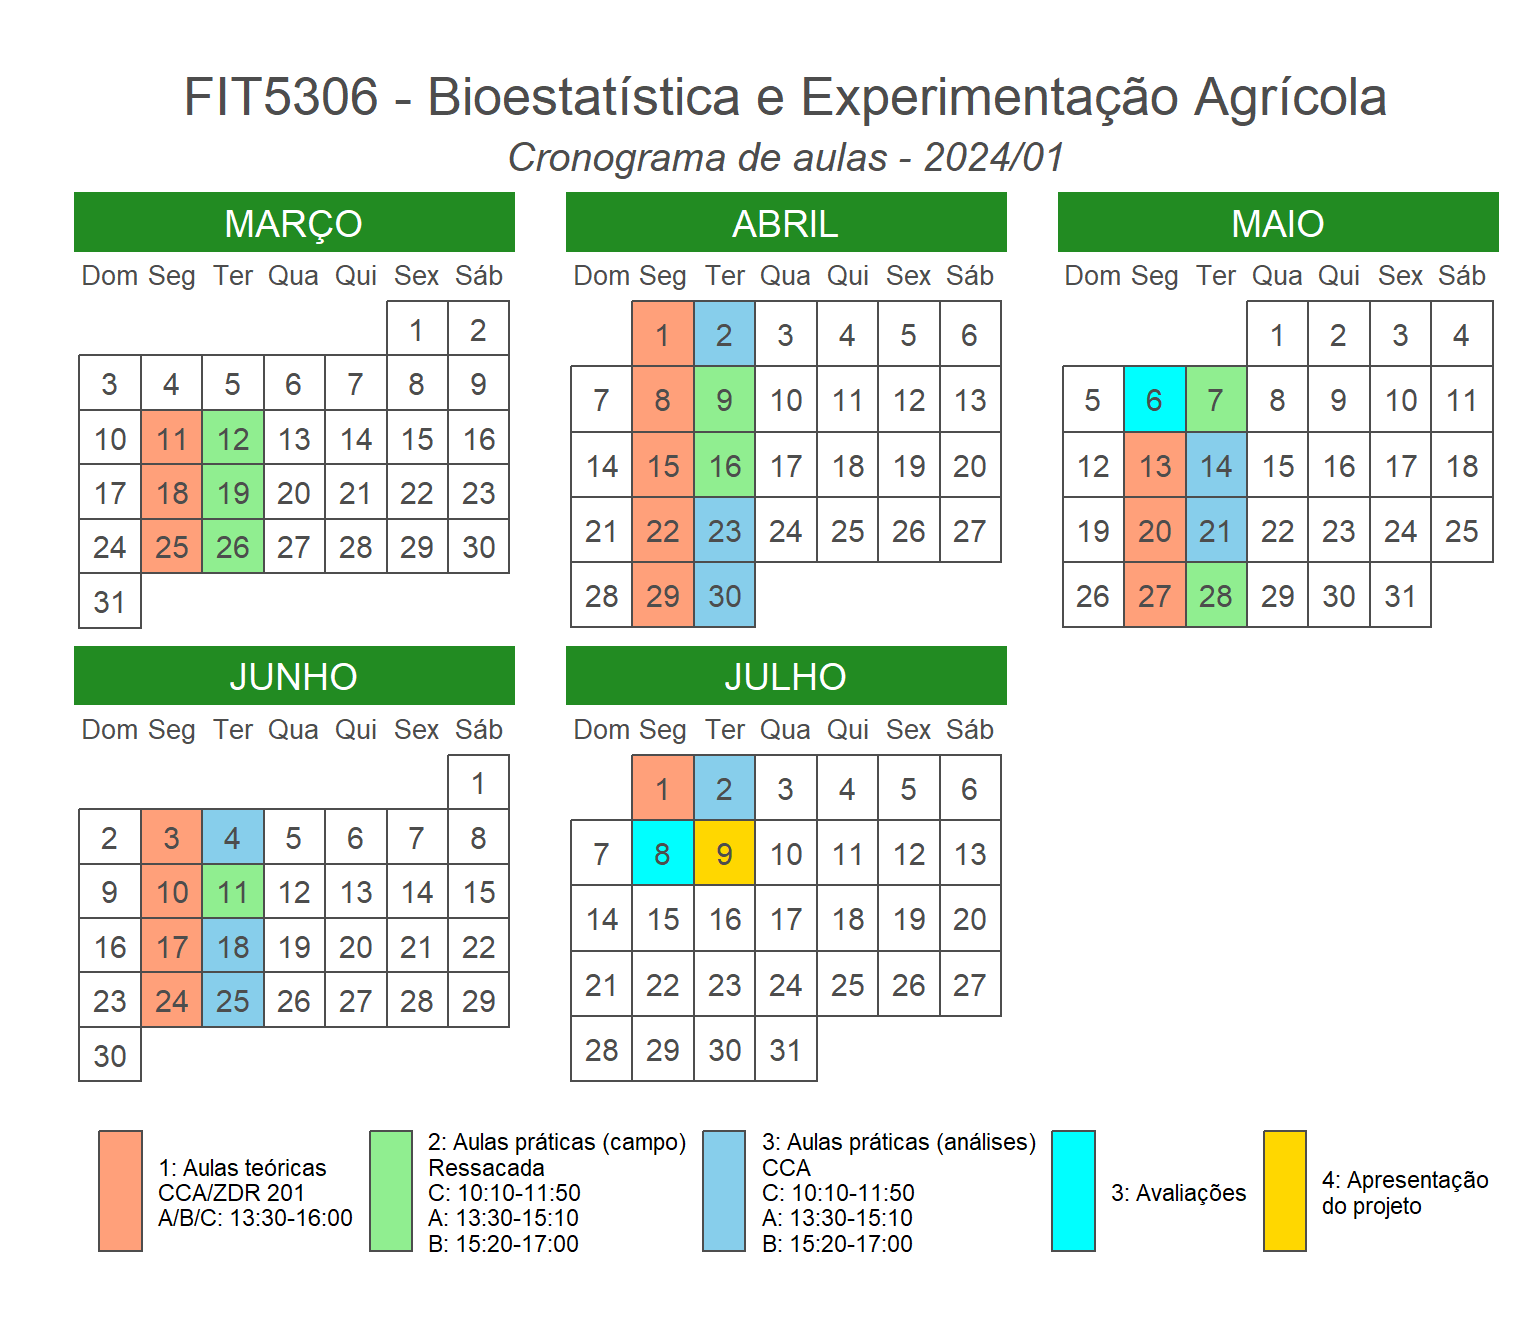 FIT5306 - Bioestatística e Experimentação Agrícola
Cronograma de aulas - 2024/01
MARÇO
Dom Seg Ter Qua Qui Sex Sáb
1 2
3 4 5 6 7 8 9
10 11 12 13 14 15 16
17 18 19 20 21 22 23
24 25 26 27 28 29 30
31
ABRIL
Dom Seg Ter Qua Qui Sex Sáb
1 2 3 4 5 6
7 8 9 10 11 12 13
14 15 16 17 18 19 20
21 22 23 24 25 26 27
28 29 30
MAIO
Dom Seg Ter Qua Qui Sex Sáb
1 2 3 4
5 6 7 8 9 10 11
12 13 14 15 16 17 18
19 20 21 22 23 24 25
26 27 28 29 30 31
JUNHO
Dom Seg Ter Qua Qui Sex Sáb
1
2 3 4 5 6 7 8
9 10 11 12 13 14 15
16 17 18 19 20 21 22
23 24 25 26 27 28 29
30
JULHO
Dom Seg Ter Qua Qui Sex Sáb
1 2 3 4 5 6
7 8 9 10 11 12 13
14 15 16 17 18 19 20
21 22 23 24 25 26 27
28 29 30 31
1: Aulas teóricas
CCA/ZDR 201
A/B/C: 13:30-16:00
2: Aulas práticas (campo)
Ressacada
C: 10:10-11:50
A: 13:30-15:10
B: 15:20-17:00
3: Aulas práticas (análises)
CCA
C: 10:10-11:50
A: 13:30-15:10
B: 15:20-17:00
3: Avaliações
4: Apresentação
do projeto